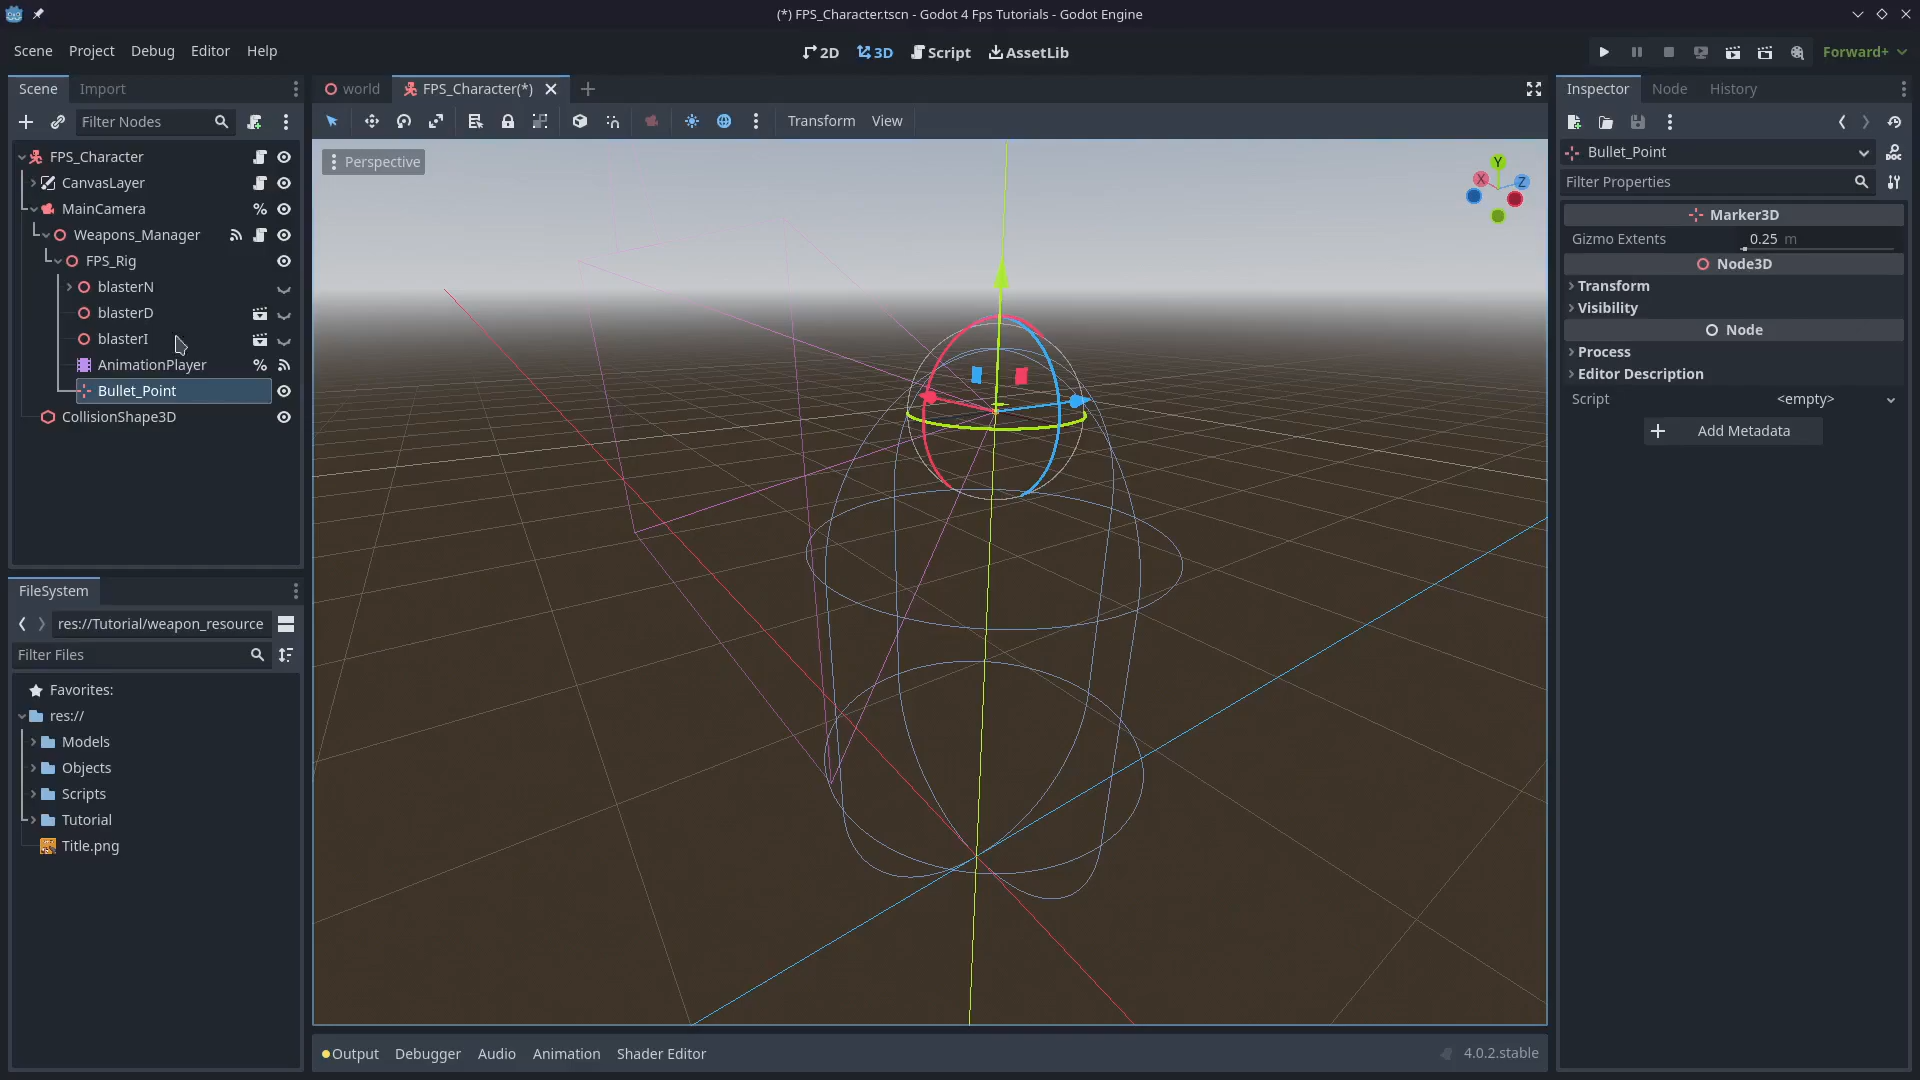 (*) FPS_Character.tscn - Godot 4 Fps Tutorials - Godot Engine
Scene Project Debug Editor Help
2D 3D Script AssetLib
Forward+
Scene Import
Filter Nodes
FPS_Character
CanvasLayer
MainCamera %
Weapons_Manager
FPS_Rig
blasterN
blasterD
blasterI
AnimationPlayer %
Bullet_Point
CollisionShape3D
FileSystem
res://Tutorial/weapon_resource
Filter Files
Favorites:
res://
Models
Objects
Scripts
Tutorial
Title.png
world FPS_Character(*)
Transform View
Perspective
Y
X
Z
Output Debugger Audio Animation Shader Editor
4.0.2.stable
Inspector Node History
Bullet_Point
DOC
Filter Properties
Marker3D
Gizmo Extents 0.25 m
Node3D
Transform
Visibility
Node
Process
Editor Description
Script <empty>
Add Metadata